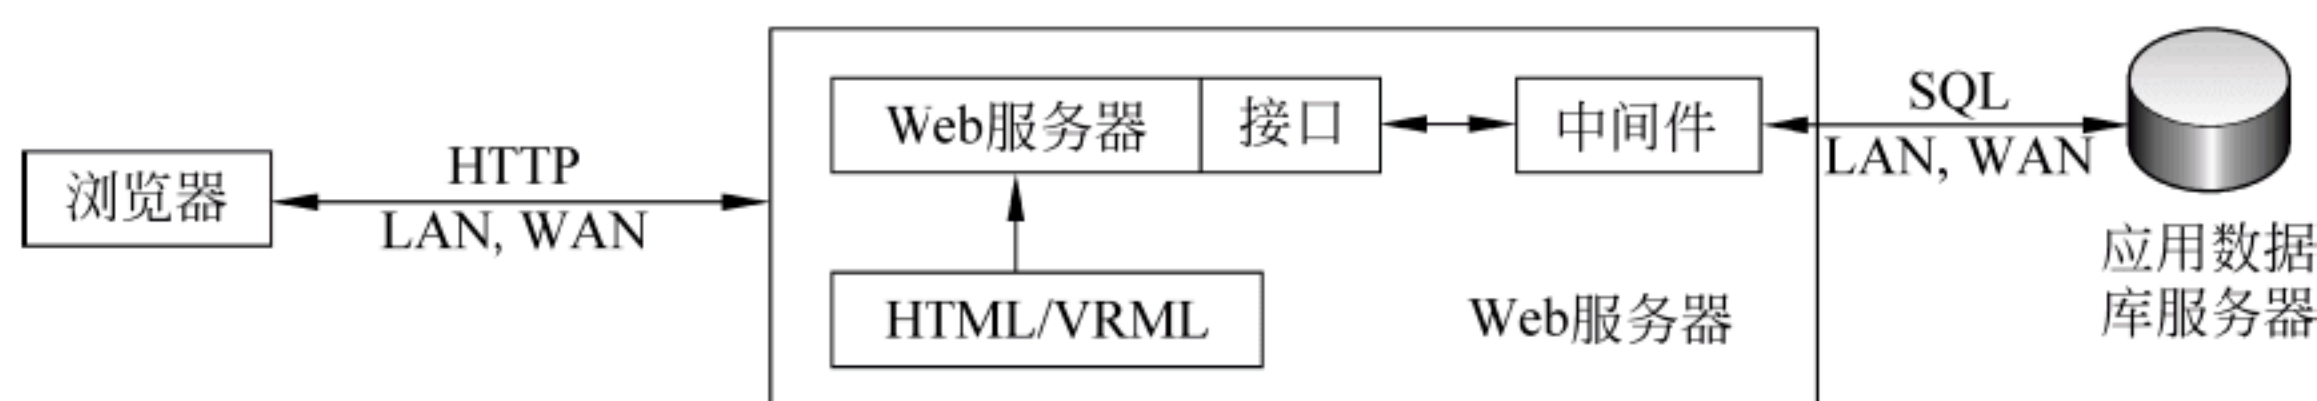 浏览器
HTTP
LAN, WAN
Web服务器
接口
中间件
HTML/VRML
Web服务器
SQL
LAN, WAN
应用数据
库服务器